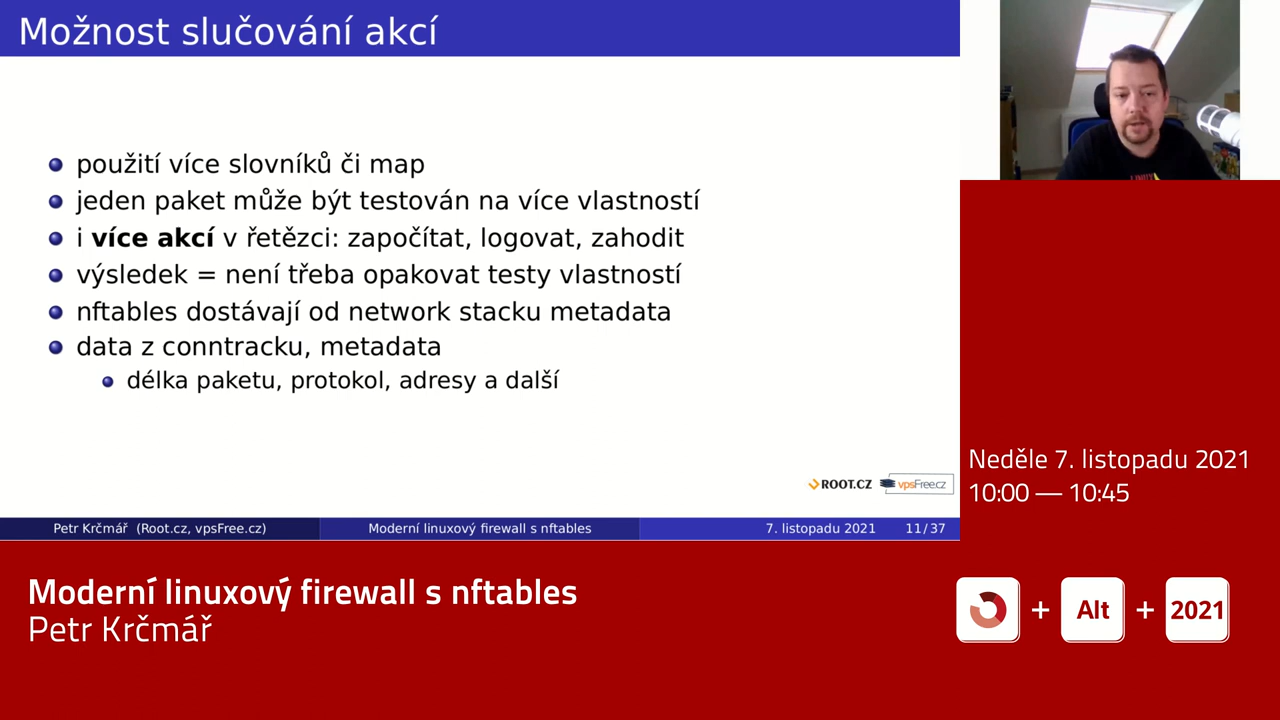 Možnost slučování akcí
použití více slovníků či map
jeden paket může být testován na více vlastností
i více akcí v řetězci: započítat, logovat, zahodit
výsledek = není třeba opakovat testy vlastností
nftables dostávají od network stacku metadata
data z conntracku, metadata
délka paketu, protokol, adresy a další
ROOT.CZ vpsFree.cz
Petr Krčmář (Root.cz, vpsFree.cz) Moderní linuxový firewall s nftables 7. listopadu 2021 11/37
LINUX
Neděle 7. listopadu 2021
10:00 — 10:45
Moderní linuxový firewall s nftables
Petr Krčmář
+ Alt + 2021